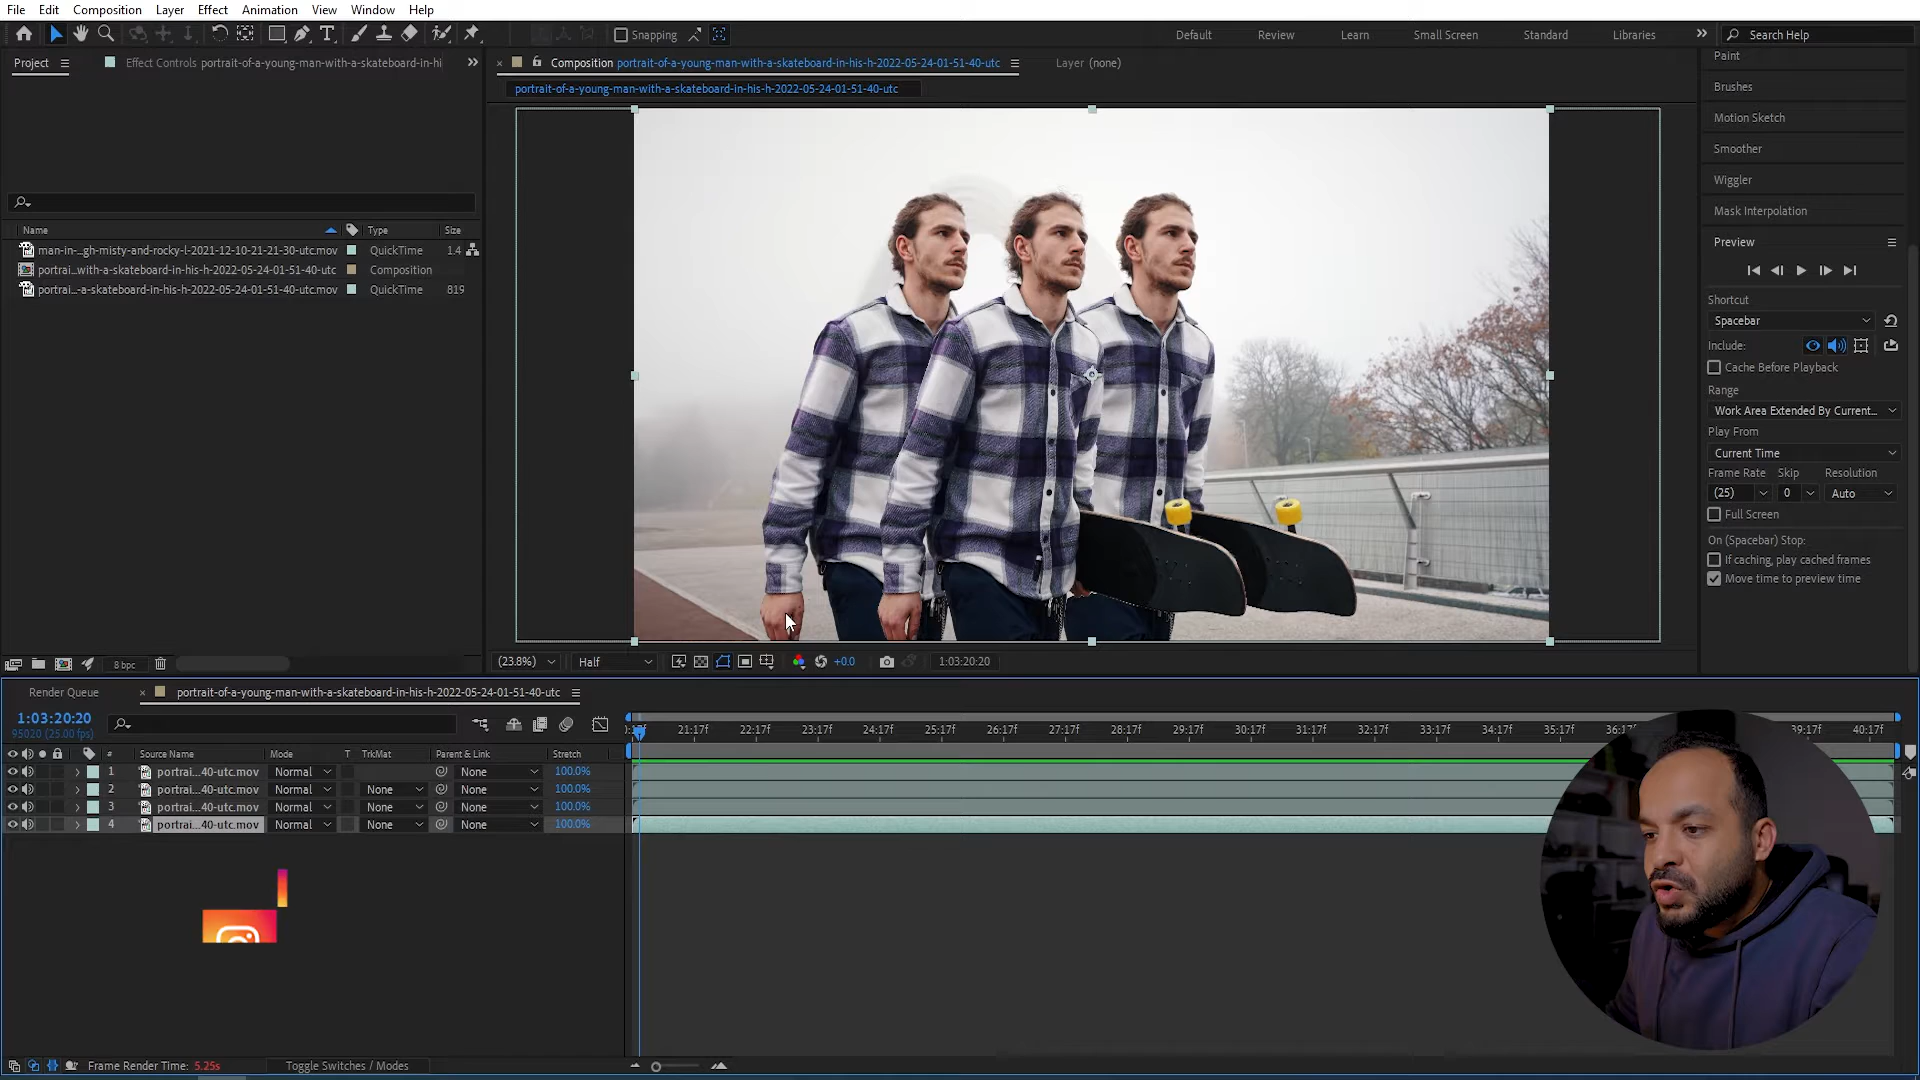 File Edit Composition Layer Effect Animation View Window Help
Snapping
Default Review Learn Small Screen Standard Libraries » Search Help
Project
Effect Controls portrait-of-a-young-man-with-a-skateboard-in-hi »
× Composition portrait-of-a-young-man-with-a-skateboard-in-his-h-2022-05-24-01-51-40-utc
Layer (none)
portrait-of-a-young-man-with-a-skateboard-in-his-h-2022-05-24-01-51-40-utc
Name Type Size
man-in-...gh-misty-and-rocky-l-2021-12-10-21-21-30-utc.mov QuickTime 1.4
portrai...with-a-skateboard-in-his-h-2022-05-24-01-51-40-utc Composition
portrai...-a-skateboard-in-his-h-2022-05-24-01-51-40-utc.mov QuickTime 819
8 bpc
(23.8%) Half +0.0 1:03:20:20
Paint
Brushes
Motion Sketch
Smoother
Wiggler
Mask Interpolation
Preview
Shortcut
Spacebar
Include:
Cache Before Playback
Range
Work Area Extended By Current...
Play From
Current Time
Frame Rate Skip Resolution
(25) 0 Auto
Full Screen
On (Spacebar) Stop:
If caching, play cached frames
Move time to preview time
Render Queue × portrait-of-a-young-man-with-a-skateboard-in-his-h-2022-05-24-01-51-40-utc
1:03:20:20
95020 (25.00 fps)
21:17f 22:17f 23:17f 24:17f 25:17f 26:17f 27:17f 28:17f 29:17f 30:17f 31:17f 32:17f 33:17f 34:17f 35:17f 39:17f 40:17f
# Source Name Mode T TrkMat Parent & Link Stretch
1 portrai...40-utc.mov Normal None 100.0%
2 portrai...40-utc.mov Normal None None 100.0%
3 portrai...40-utc.mov Normal None None 100.0%
4 portrai...40-utc.mov Normal None None 100.0%
Frame Render Time: 5.25s Toggle Switches / Modes